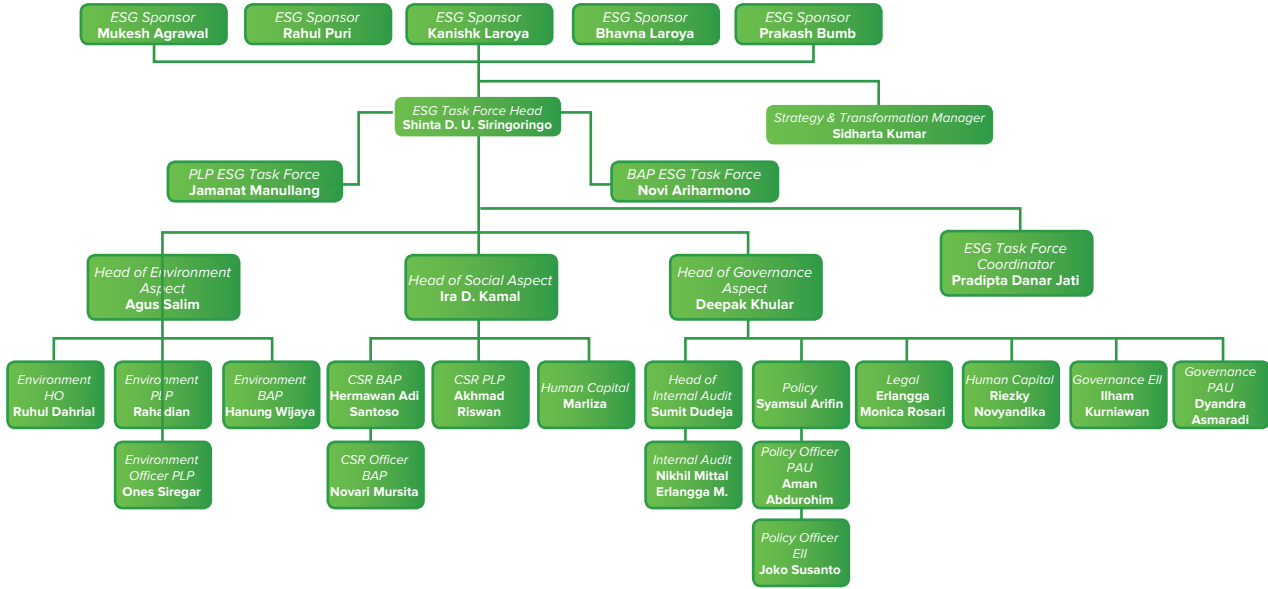 ESG Sponsor
Mukesh Agrawal
ESG Sponsor
Rahul Puri
ESG Sponsor
Kanishk Laroya
ESG Sponsor
Bhavna Laroya
ESG Sponsor
Prakash Bumb
ESG Task Force Head
Shinta D. U. Siringoringo
Strategy & Transformation Manager
Sidharta Kumar
PLP ESG Task Force
Jamanat Manullang
BAP ESG Task Force
Novi Ariharmono
ESG Task Force
Coordinator
Pradipta Danar Jati
Head of Environment
Aspect
Agus Salim
Head of Social Aspect
Ira D. Kamal
Head of Governance
Aspect
Deepak Khular
Environment
HO
Ruhul Dahrial
Environment
PLP
Rahadian
Environment
BAP
Hanung Wijaya
CSR BAP
Hermawan Adi
Santoso
CSR PLP
Akhmad
Riswan
Human Capital
Marliza
Head of
Internal Audit
Sumit Dudeja
Policy
Syamsul Arifin
Legal
Erlangga
Monica Rosari
Human Capital
Riezky
Novyandika
Governance EII
Ilham
Kurniawan
Governance
PAU
Dyandra
Asmaradi
Environment
Officer PLP
Ones Siregar
CSR Officer
BAP
Novari Mursita
Internal Audit
Nikhil Mittal
Erlangga M.
Policy Officer
PAU
Aman
Abdurohim
Policy Officer
EII
Joko Susanto